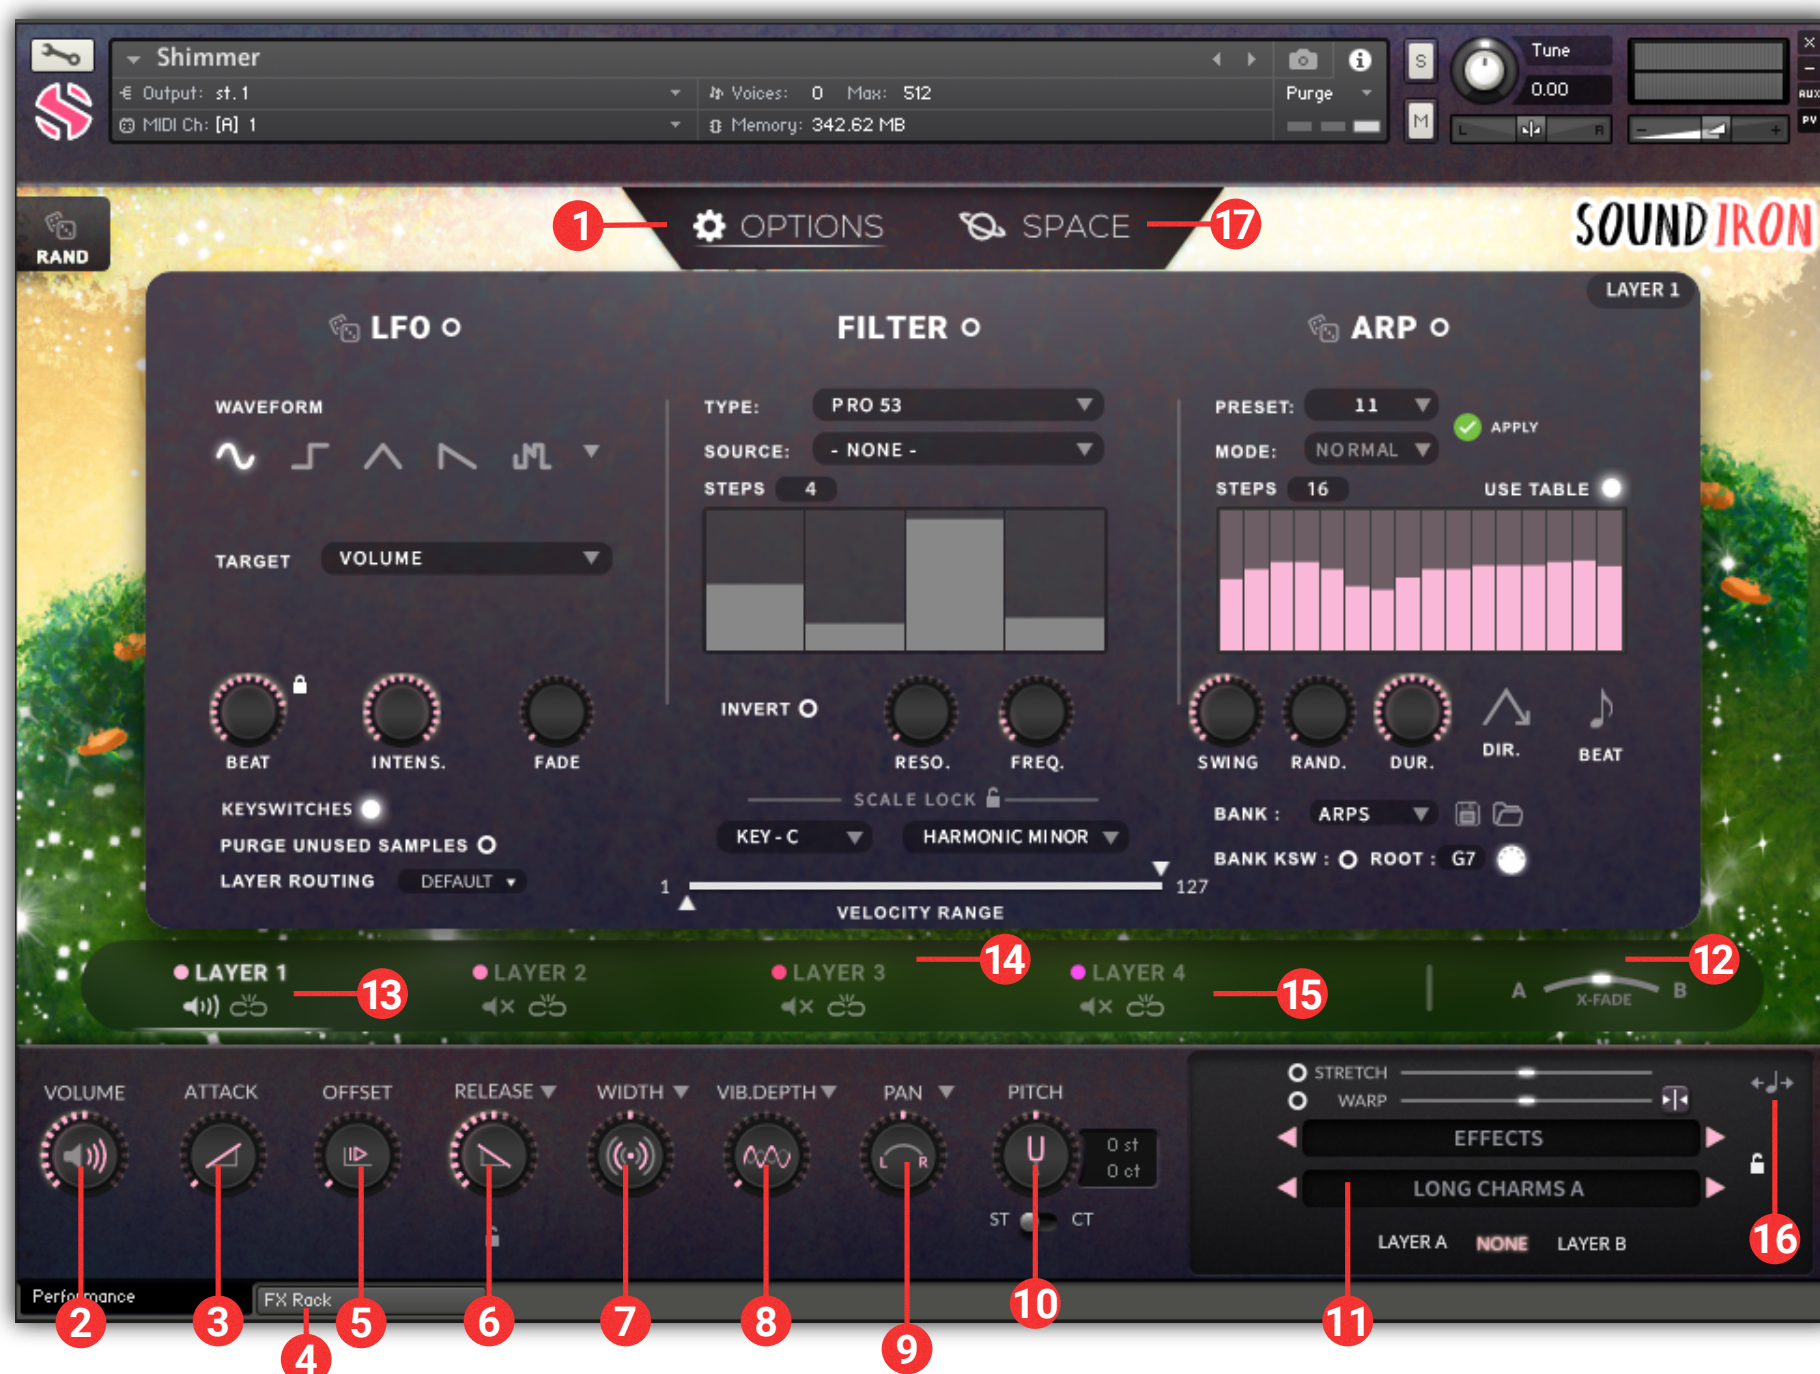 Shimmer
Output: st.1
Voices: 0 Max: 512
Purge
MIDI Ch: [A] 1
Memory: 342.62 MB
S
M
Tune
0.00
L R
- +
×
-
AUX
PV
RAND
1
OPTIONS
SPACE
17
SOUNDIRON
LAYER 1
LFO
FILTER
ARP
WAVEFORM
TARGET VOLUME
BEAT
INTENS.
FADE
KEYSWITCHES
PURGE UNUSED SAMPLES
LAYER ROUTING DEFAULT
TYPE: PRO 53
SOURCE: - NONE -
STEPS 4
INVERT
RESO.
FREQ.
SCALE LOCK
KEY - C
HARMONIC MINOR
1
127
VELOCITY RANGE
PRESET: 11
APPLY
MODE: NORMAL
STEPS 16
USE TABLE
SWING
RAND.
DUR.
DIR.
BEAT
BANK : ARPS
BANK KSW : ROOT : G7
LAYER 1
13
LAYER 2
LAYER 3
14
LAYER 4
15
A X-FADE B
12
VOLUME
ATTACK
OFFSET
RELEASE
WIDTH
VIB.DEPTH
PAN
PITCH
L R
0 st
0 ct
ST CT
STRETCH
WARP
EFFECTS
LONG CHARMS A
LAYER A NONE LAYER B
16
Performance
FX Rack
2
3
4
5
6
7
8
9
10
11